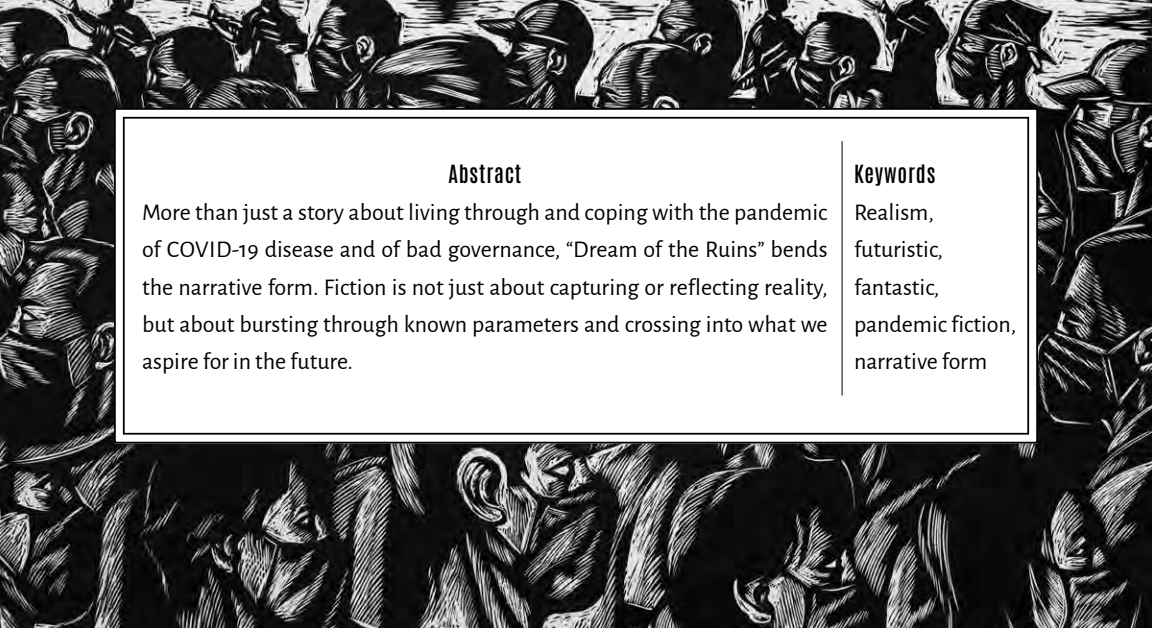 Abstract
More than just a story about living through and coping with the pandemic
of COVID-19 disease and of bad governance, “Dream of the Ruins” bends
the narrative form. Fiction is not just about capturing or reflecting reality,
but about bursting through known parameters and crossing into what we
aspire for in the future.
Keywords
Realism,
futuristic,
fantastic,
pandemic fiction,
narrative form